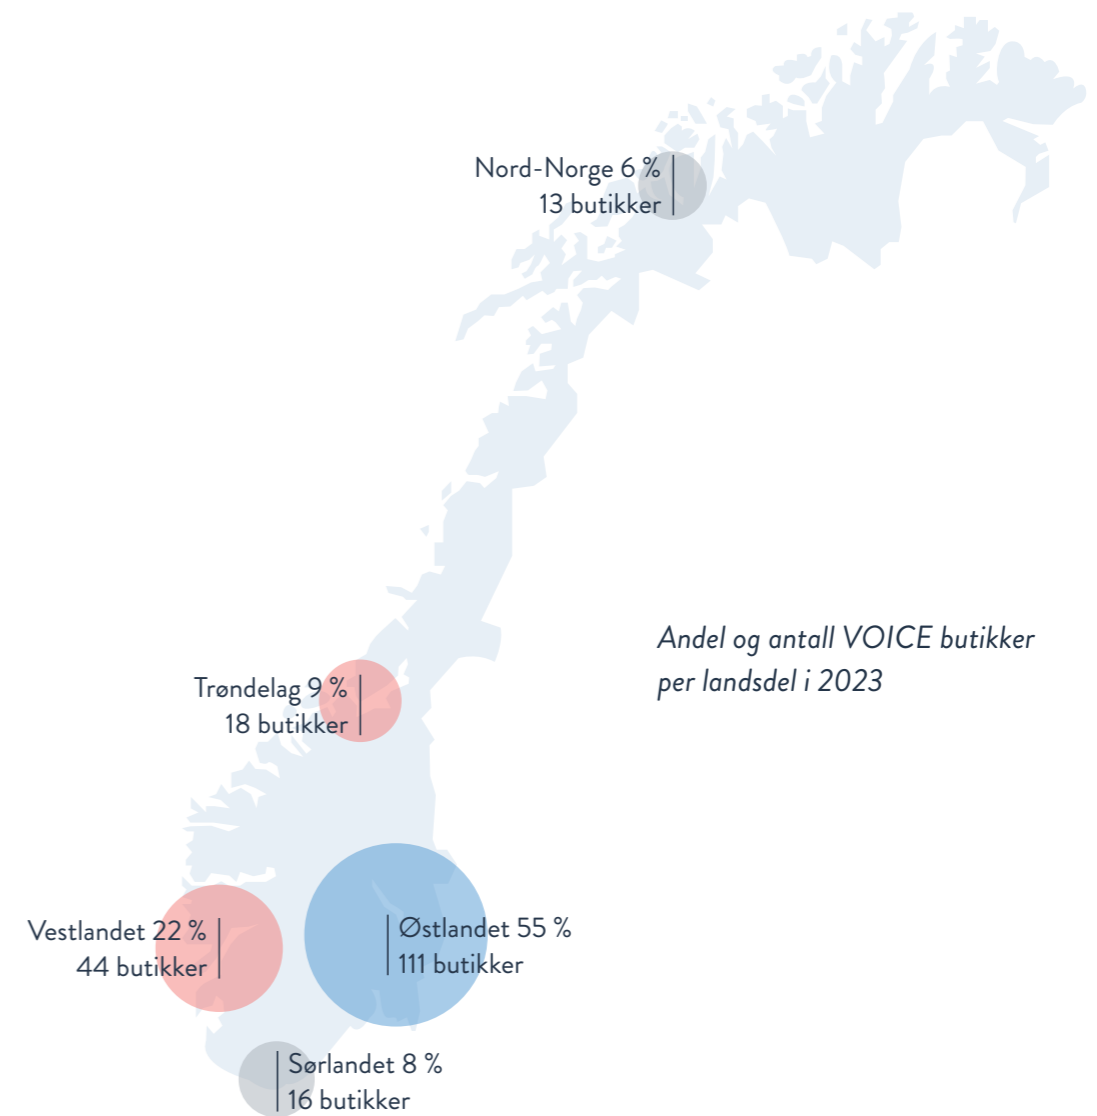 Nord-Norge 6 %
13 butikker
Andel og antall VOICE butikker
per landsdel i 2023
Trøndelag 9 %
18 butikker
Vestlandet 22 %
44 butikker
Østlandet 55 %
111 butikker
Sørlandet 8 %
16 butikker